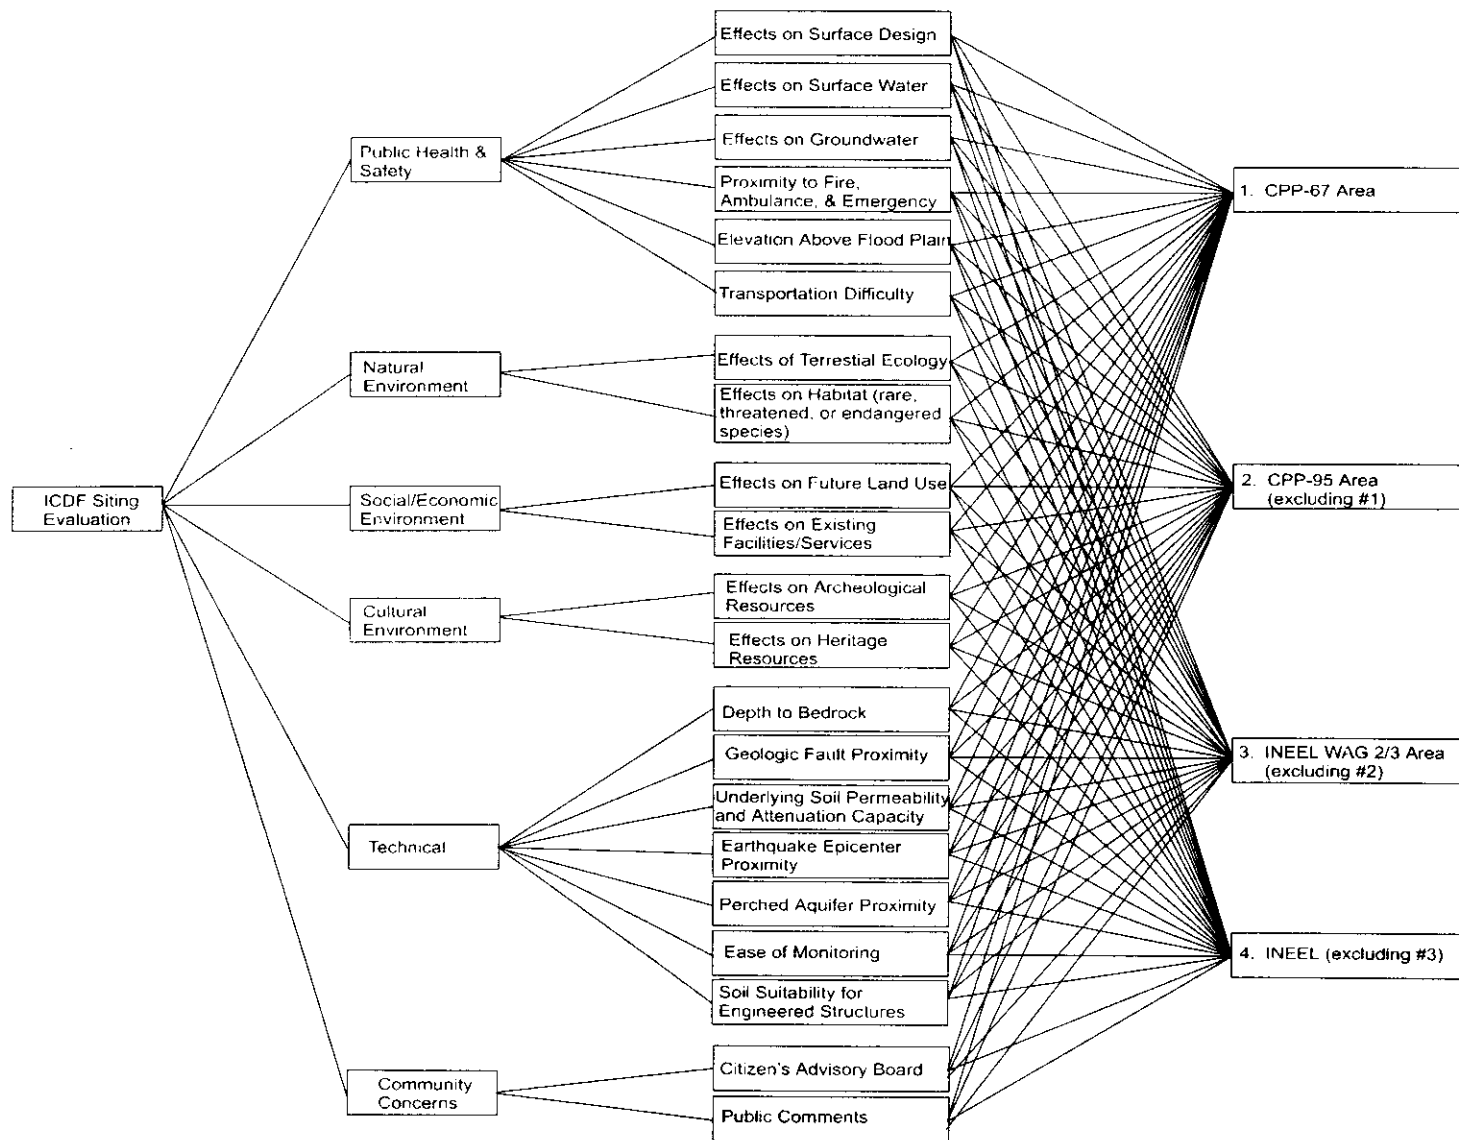 ICDF Siting
Evaluation
Public Health &
Safety
Natural
Environment
Social/Economic
Environment
Cultural
Environment
Technical
Community
Concerns
Effects on Surface Design
Effects on Surface Water
Effects on Groundwater
Proximity to Fire,
Ambulance, & Emergency
Elevation Above Flood Plain
Transportation Difficulty
Effects of Terrestial Ecology
Effects on Habitat (rare,
threatened, or endangered
species)
Effects on Future Land Use
Effects on Existing
Facilities/Services
Effects on Archeological
Resources
Effects on Heritage
Resources
Depth to Bedrock
Geologic Fault Proximity
Underlying Soil Permeability
and Attenuation Capacity
Earthquake Epicenter
Proximity
Perched Aquifer Proximity
Ease of Monitoring
Soil Suitability for
Engineered Structures
Citizen's Advisory Board
Public Comments
1. CPP-67 Area
2. CPP-95 Area
(excluding #1)
3. INEEL WAG 2/3 Area
(excluding #2)
4. INEEL (excluding #3)